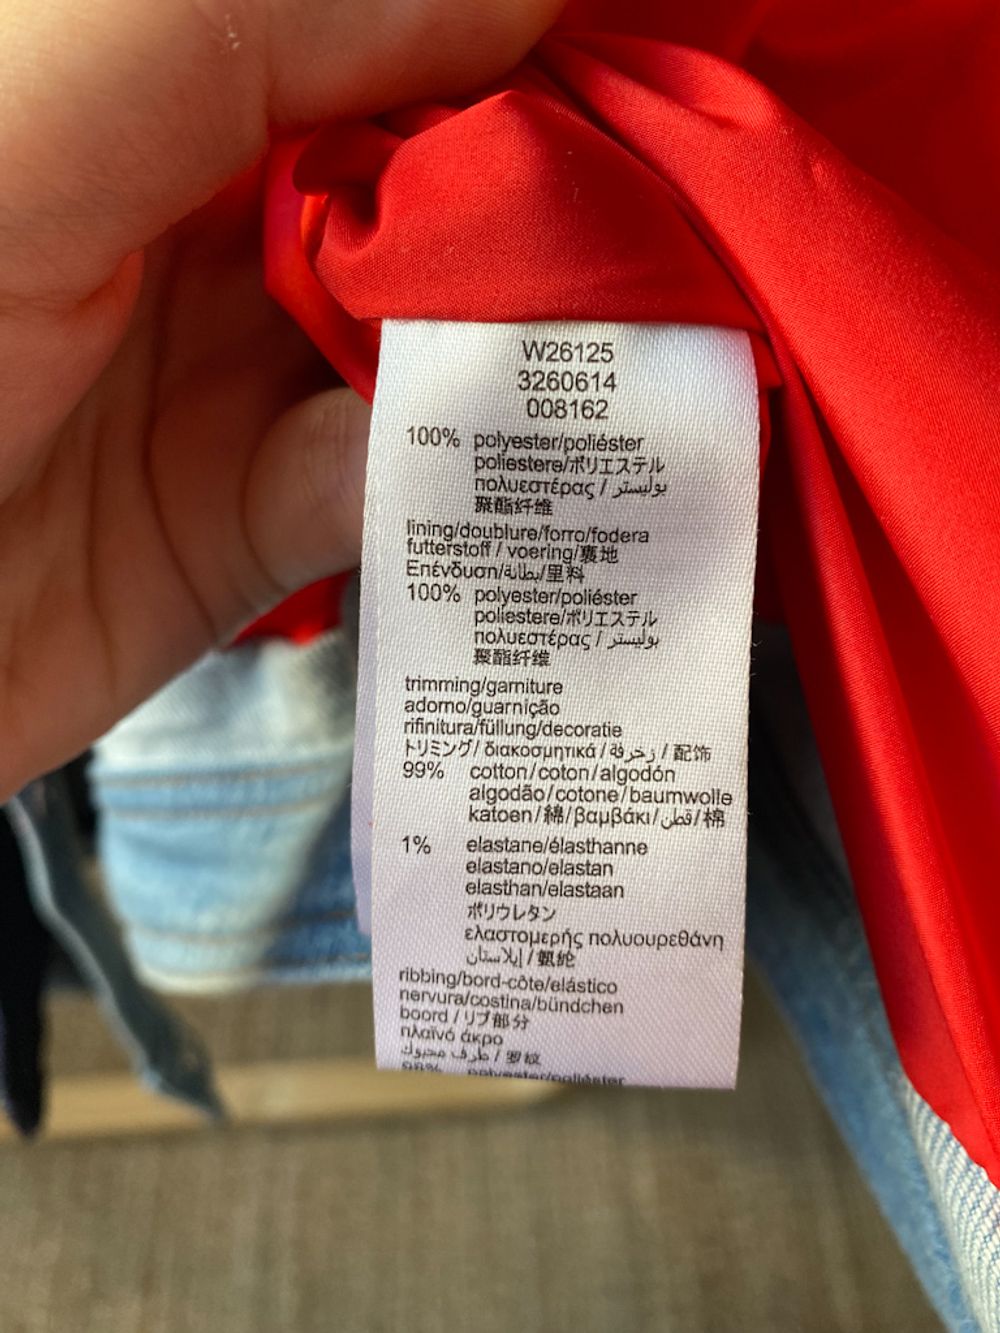 W26125
3260614
008162
100% polyester/poliéster
poliestere/ポリエステル
πολυεστέρας / بوليستر
聚酯纤维
lining/doublure/forro/fodera
futterstoff / voering/裏地
Επένδυση/بطانة/里料
100% polyester/poliéster
poliestere/ポリエステル
πολυεστέρας / بوليستر
聚酯纤维
trimming/garniture
adorno/guarnição
rifinitura/füllung/decoratie
トリミング/ διακοσμητικά / زخرفة / 配饰
99% cotton/coton/algodón
algodão/cotone/baumwolle
katoen/綿/βαμβάκι/قطن/棉
1% elastane/élasthanne
elastano/elastan
elasthan/elastaan
ポリウレタン
ελαστομερής πολυουρεθάνη
إيلاستان / 氨纶
ribbing/bord-côte/elástico
nervura/costina/bündchen
boord / リブ部分
πλαϊνό άκρο
طرف محبوك / 罗纹
98% polyester/poliéster